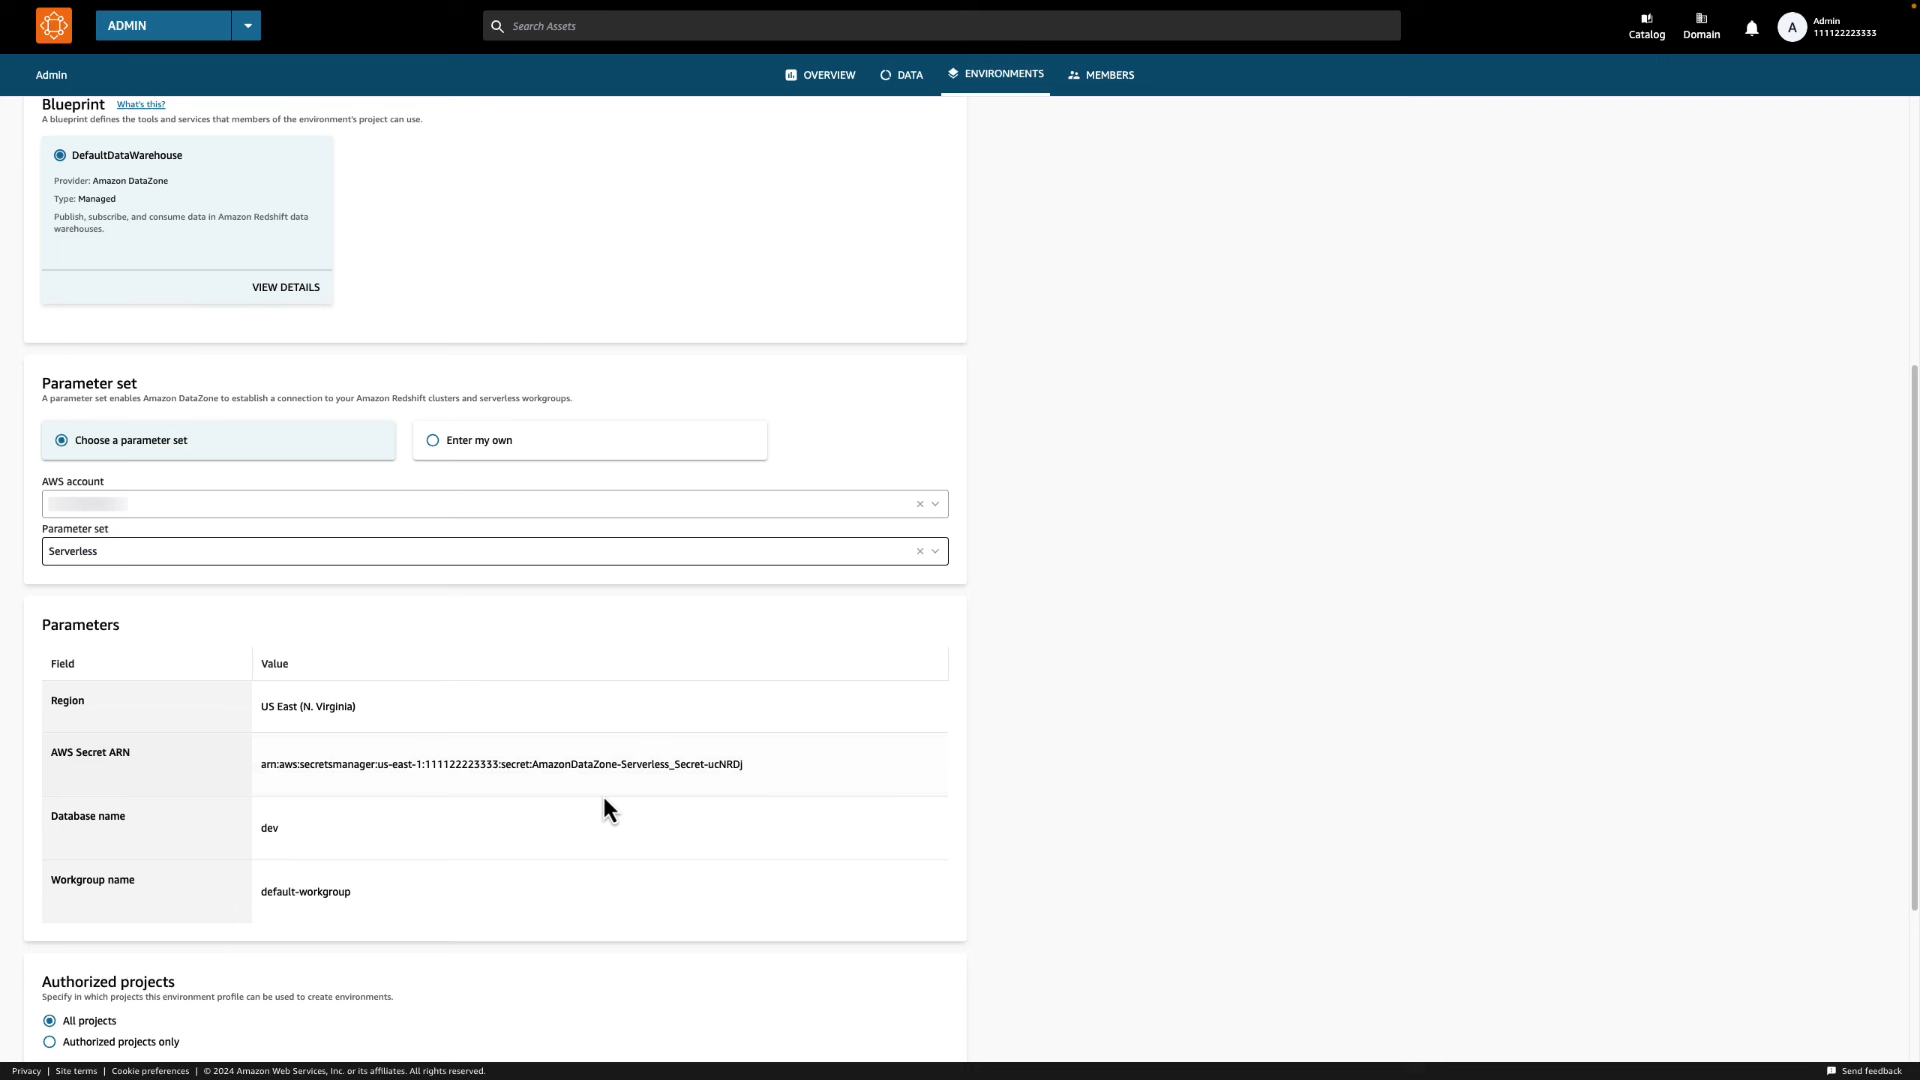 ADMIN
Search Assets
Catalog
Domain
A
Admin
111122223333
Admin
OVERVIEW
DATA
ENVIRONMENTS
MEMBERS
Blueprint
What's this?
A blueprint defines the tools and services that members of the environment's project can use.
DefaultDataWarehouse
Provider: Amazon DataZone
Type: Managed
Publish, subscribe, and consume data in Amazon Redshift data
warehouses.
VIEW DETAILS
Parameter set
A parameter set enables Amazon DataZone to establish a connection to your Amazon Redshift clusters and serverless workgroups.
Choose a parameter set
Enter my own
AWS account
Parameter set
Serverless
Parameters
Field
Value
Region
US East (N. Virginia)
AWS Secret ARN
arn:aws:secretsmanager:us-east-1:111122223333:secret:AmazonDataZone-Serverless_Secret-ucNRDj
Database name
dev
Workgroup name
default-workgroup
Authorized projects
Specify in which projects this environment profile can be used to create environments.
All projects
Authorized projects only
Privacy | Site terms | Cookie preferences | © 2024 Amazon Web Services, Inc. or its affiliates. All rights reserved.
Send feedback